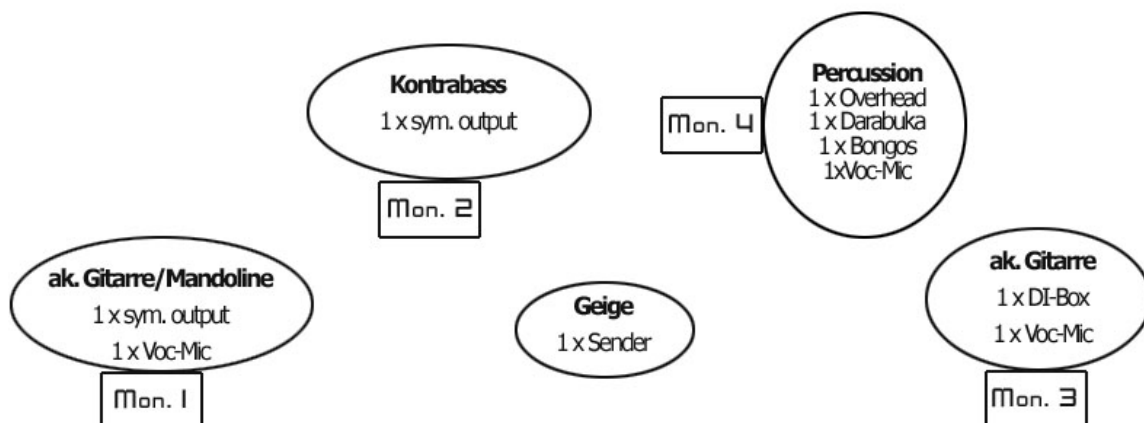 Kontrabass
1 x sym. output
Mon. 2
Percussion
1 x Overhead
1 x Darabuka
1 x Bongos
1xVoc-Mic
Mon. 4
ak. Gitarre/Mandoline
1 x sym. output
1 x Voc-Mic
Mon. 1
Geige
1 x Sender
ak. Gitarre
1 x DI-Box
1 x Voc-Mic
Mon. 3